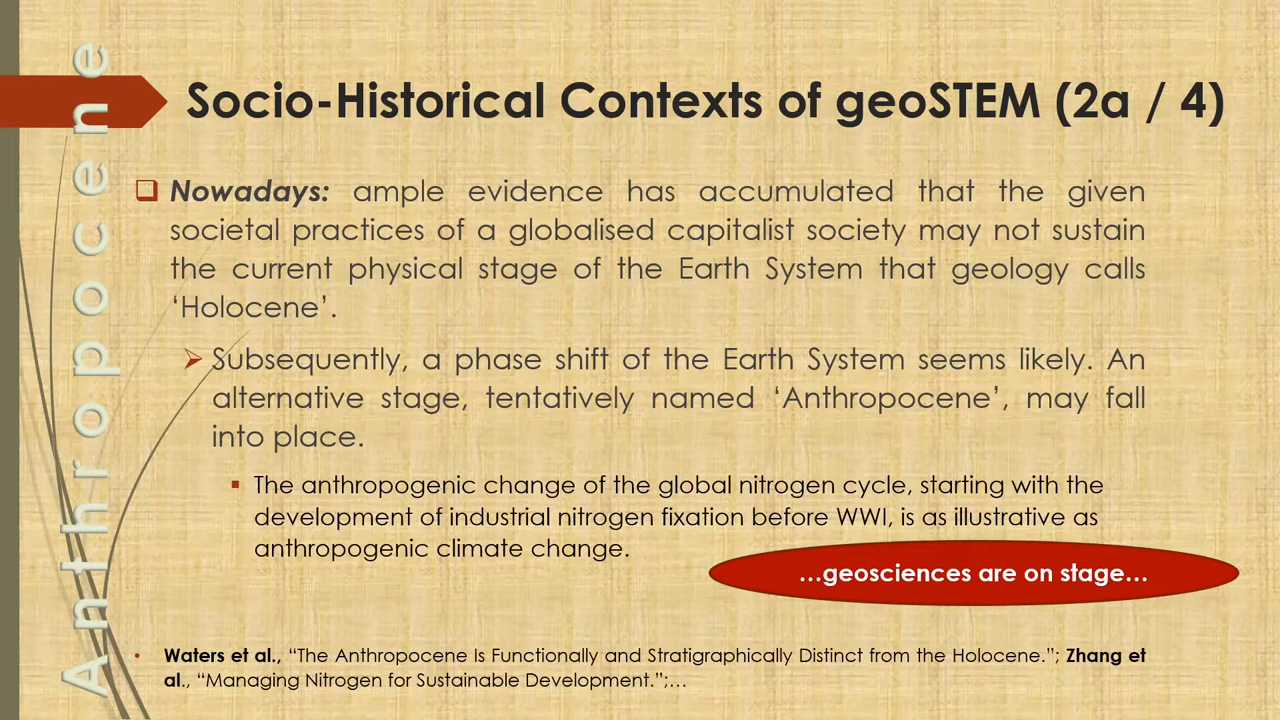 Socio-Historical Contexts of geoSTEM (2a / 4)
Anthropocene
Nowadays: ample evidence has accumulated that the given
societal practices of a globalised capitalist society may not sustain
the current physical stage of the Earth System that geology calls
‘Holocene’.
Subsequently, a phase shift of the Earth System seems likely. An
alternative stage, tentatively named ‘Anthropocene’, may fall
into place.
The anthropogenic change of the global nitrogen cycle, starting with the
development of industrial nitrogen fixation before WWI, is as illustrative as
anthropogenic climate change.
…geosciences are on stage…
Waters et al., “The Anthropocene Is Functionally and Stratigraphically Distinct from the Holocene.”; Zhang et
al., “Managing Nitrogen for Sustainable Development.”;…